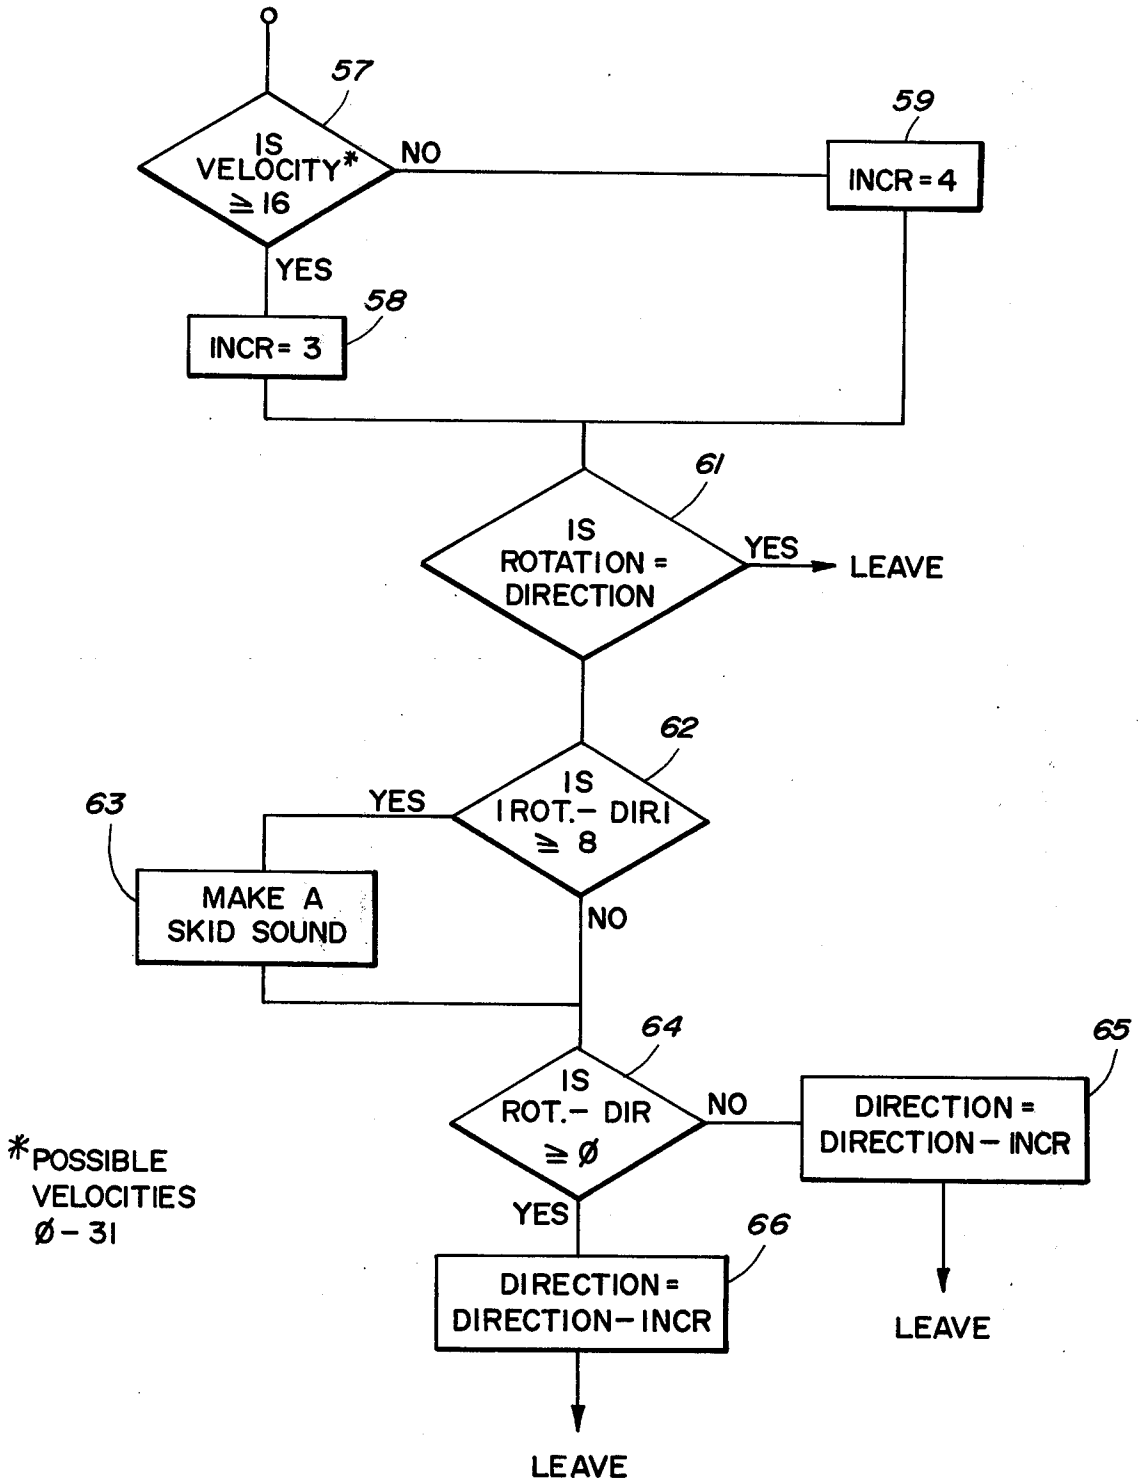 57
IS
VELOCITY*
≥ 16
NO
YES
59
INCR = 4
58
INCR = 3
61
IS
ROTATION =
DIRECTION
YES
LEAVE
62
IS
|ROT. - DIR.|
≥ 8
YES
NO
63
MAKE A
SKID SOUND
64
IS
ROT. - DIR
≥ Ø
NO
YES
65
DIRECTION =
DIRECTION - INCR
LEAVE
66
DIRECTION =
DIRECTION - INCR
LEAVE
*POSSIBLE
VELOCITIES
Ø - 31